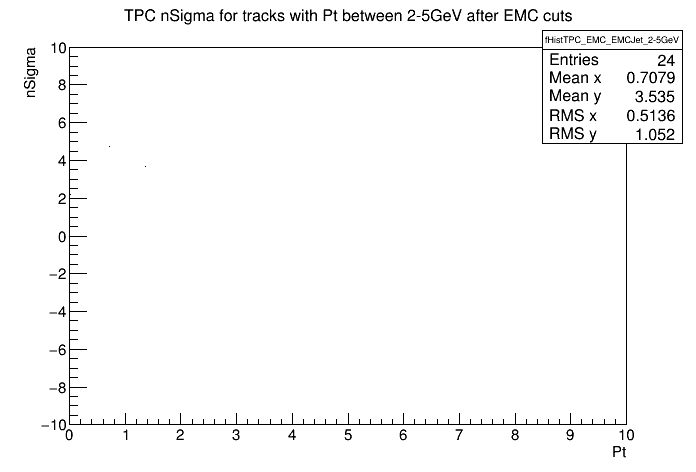 TPC nSigma for tracks with Pt between 2-5GeV after EMC cuts
fHistTPC_EMC_EMCJet_2-5GeV
Entries 24
Mean x 0.7079
Mean y 3.535
RMS x 0.5136
RMS y 1.052
nSigma
10
8
6
4
2
0
−2
−4
−6
−8
−10
0 1 2 3 4 5 6 7 8 9 10
Pt